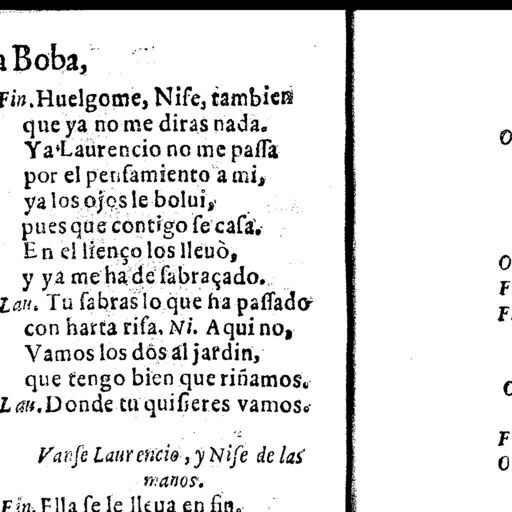 a Boba,
Fin. Huelgome, Nise, tambien
que ya no me diras nada.
Ya Laurencio no me passa
por el pensamiento a mi,
ya los ojos le bolui,
pues que contigo se casa.
En el lienço los lleuò,
y ya me ha desabraçado.
Lau. Tu sabras lo que ha passado
con harta risa. Ni. Aqui no,
Vamos los dos al jardin,
que tengo bien que riñamos.
Lau. Donde tu quisieres vamos.
Vanse Laurencio, y Nise de las
manos.
Fin. Ella se le lleua en fin.
O
O
F
F
O
F
O